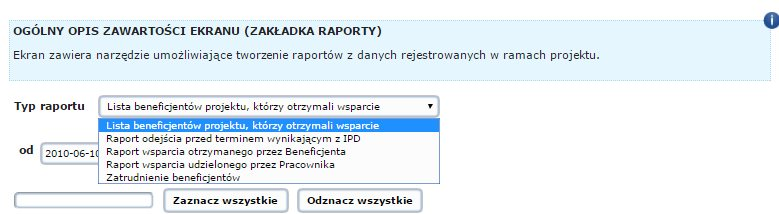 OGÓLNY OPIS ZAWARTOŚCI EKRANU (ZAKŁADKA RAPORTY)
Ekran zawiera narzędzie umożliwiające tworzenie raportów z danych rejestrowanych w ramach projektu.
Typ raportu Lista beneficjentów projektu, którzy otrzymali wsparcie
Lista beneficjentów projektu, którzy otrzymali wsparcie
Raport odejścia przed terminem wynikającym z IPD
od 2010-06-10
Raport wsparcia otrzymanego przez Beneficjenta
Raport wsparcia udzielonego przez Pracownika
Zatrudnienie beneficjentów
Zaznacz wszystkie Odznacz wszystkie